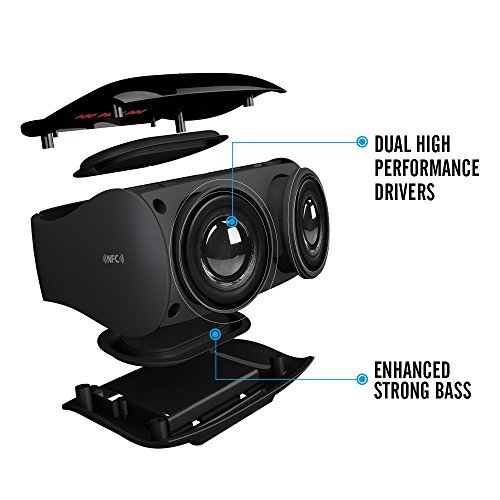 DUAL HIGH
PERFORMANCE
DRIVERS
NFC
ENHANCED
STRONG BASS